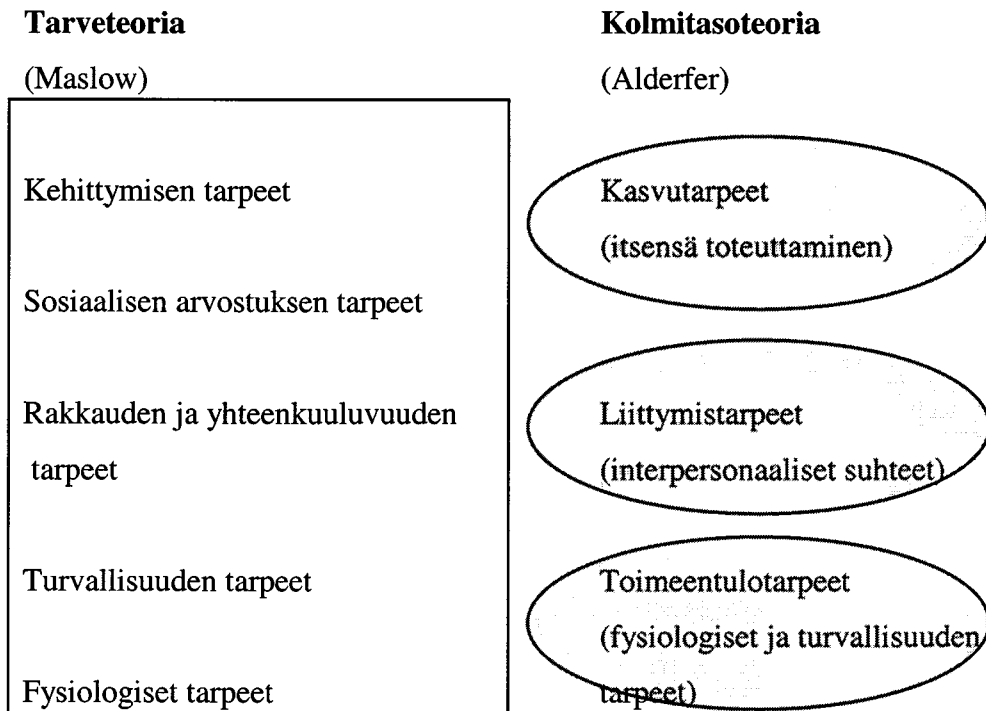 Tarveteoria
(Maslow)
Kehittymisen tarpeet
Sosiaalisen arvostuksen tarpeet
Rakkauden ja yhteenkuuluvuuden
tarpeet
Turvallisuuden tarpeet
Fysiologiset tarpeet
Kolmitasoteoria
(Alderfer)
Kasvutarpeet
(itsensä toteuttaminen)
Liittymistarpeet
(interpersonaaliset suhteet)
Toimeentulotarpeet
(fysiologiset ja turvallisuuden
tarpeet)